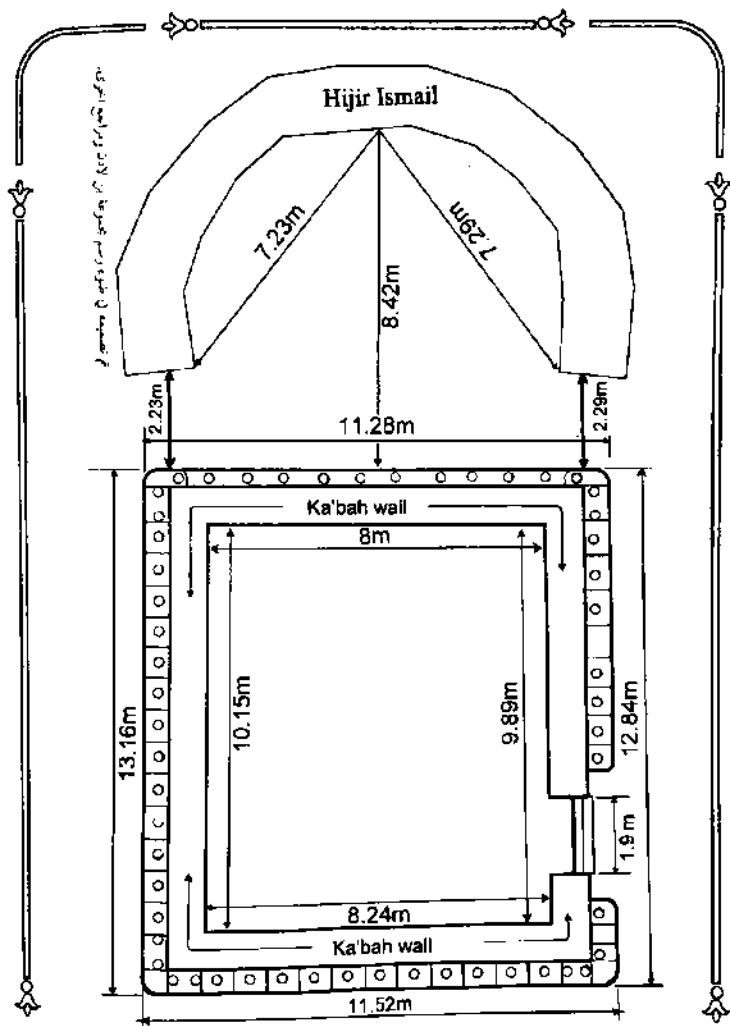 Hijir Ismail
7.23m
7.29m
8.42m
2.23m
2.29m
11.28m
Ka'bah wall
8m
10.15m
9.89m
13.16m
12.84m
1.9m
8.24m
Ka'bah wall
11.52m